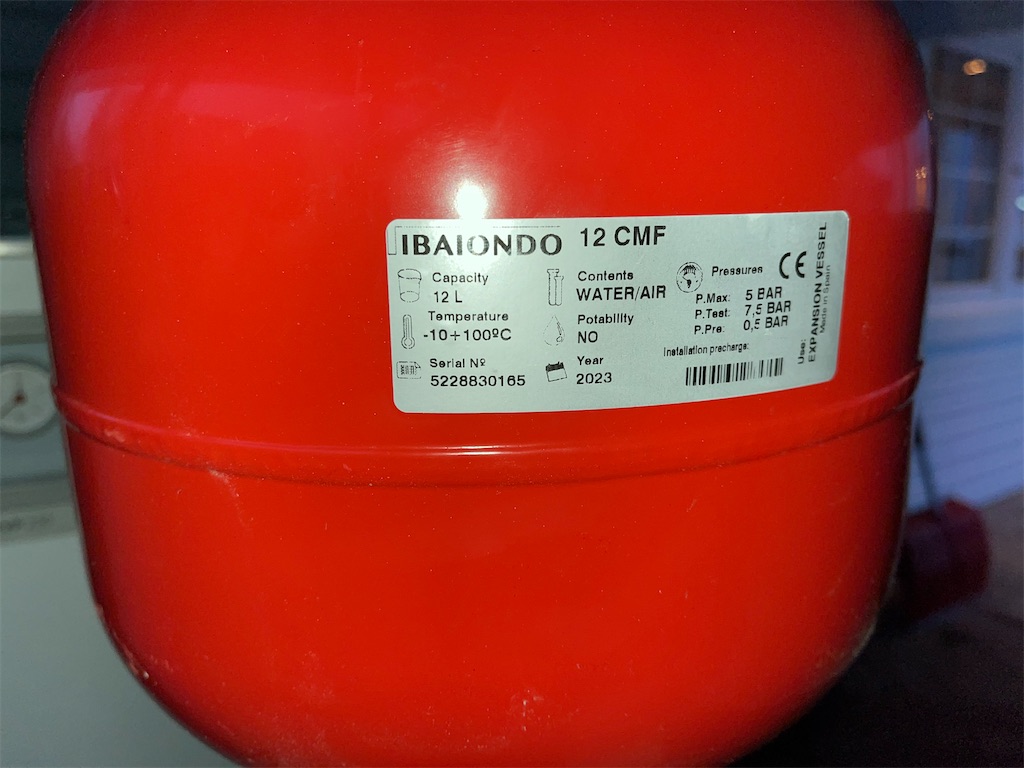 IBAIONDO 12 CMF
Capacity
12 L
Temperature
-10+100ºC
Serial Nº
5228830165
Contents
WATER/AIR
Potability
NO
Year
2023
Pressures
P.Max: 5 BAR
P.Test: 7,5 BAR
P.Pre: 0,5 BAR
Installation precharge:
CE
Use:
EXPANSION VESSEL
Made in Spain